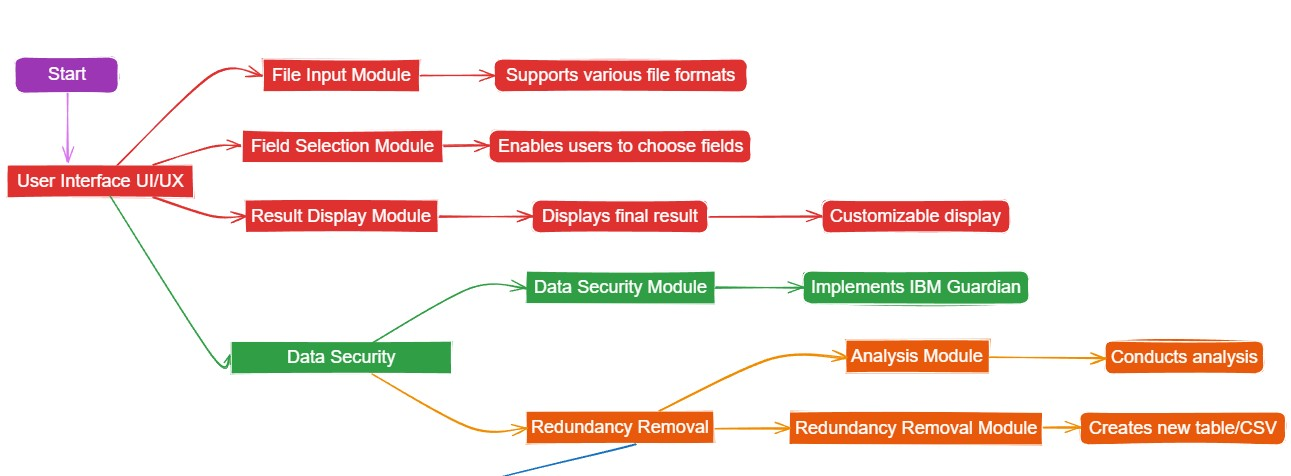 Start
File Input Module
Supports various file formats
Field Selection Module
Enables users to choose fields
User Interface UI/UX
Result Display Module
Displays final result
Customizable display
Data Security Module
Implements IBM Guardian
Data Security
Analysis Module
Conducts analysis
Redundancy Removal
Redundancy Removal Module
Creates new table/CSV